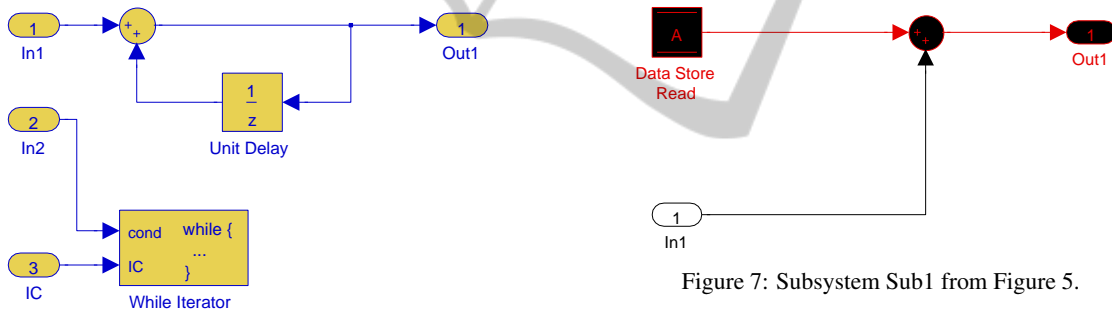 1
In1
+
+
1
Out1
1
z
Unit Delay
2
In2
3
IC
cond
while {
...
}
IC
While Iterator
A
Data Store
Read
+
+
1
Out1
1
In1
Figure 7: Subsystem Sub1 from Figure 5.